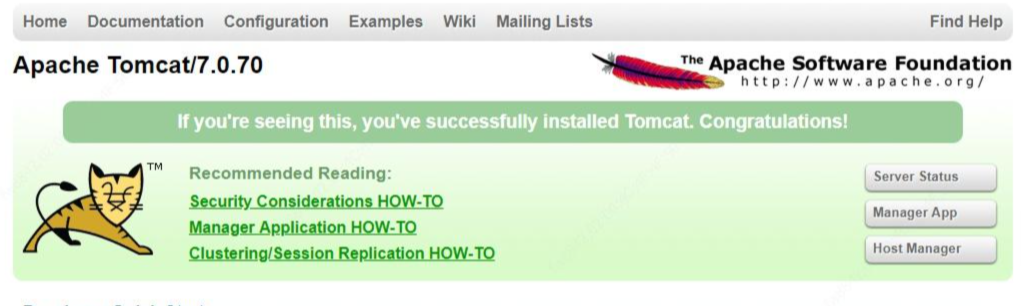 Home Documentation Configuration Examples Wiki Mailing Lists Find Help
Apache Tomcat/7.0.70
The Apache Software Foundation
http://www.apache.org/
If you're seeing this, you've successfully installed Tomcat. Congratulations!
TM
Recommended Reading:
Security Considerations HOW-TO
Manager Application HOW-TO
Clustering/Session Replication HOW-TO
Server Status
Manager App
Host Manager